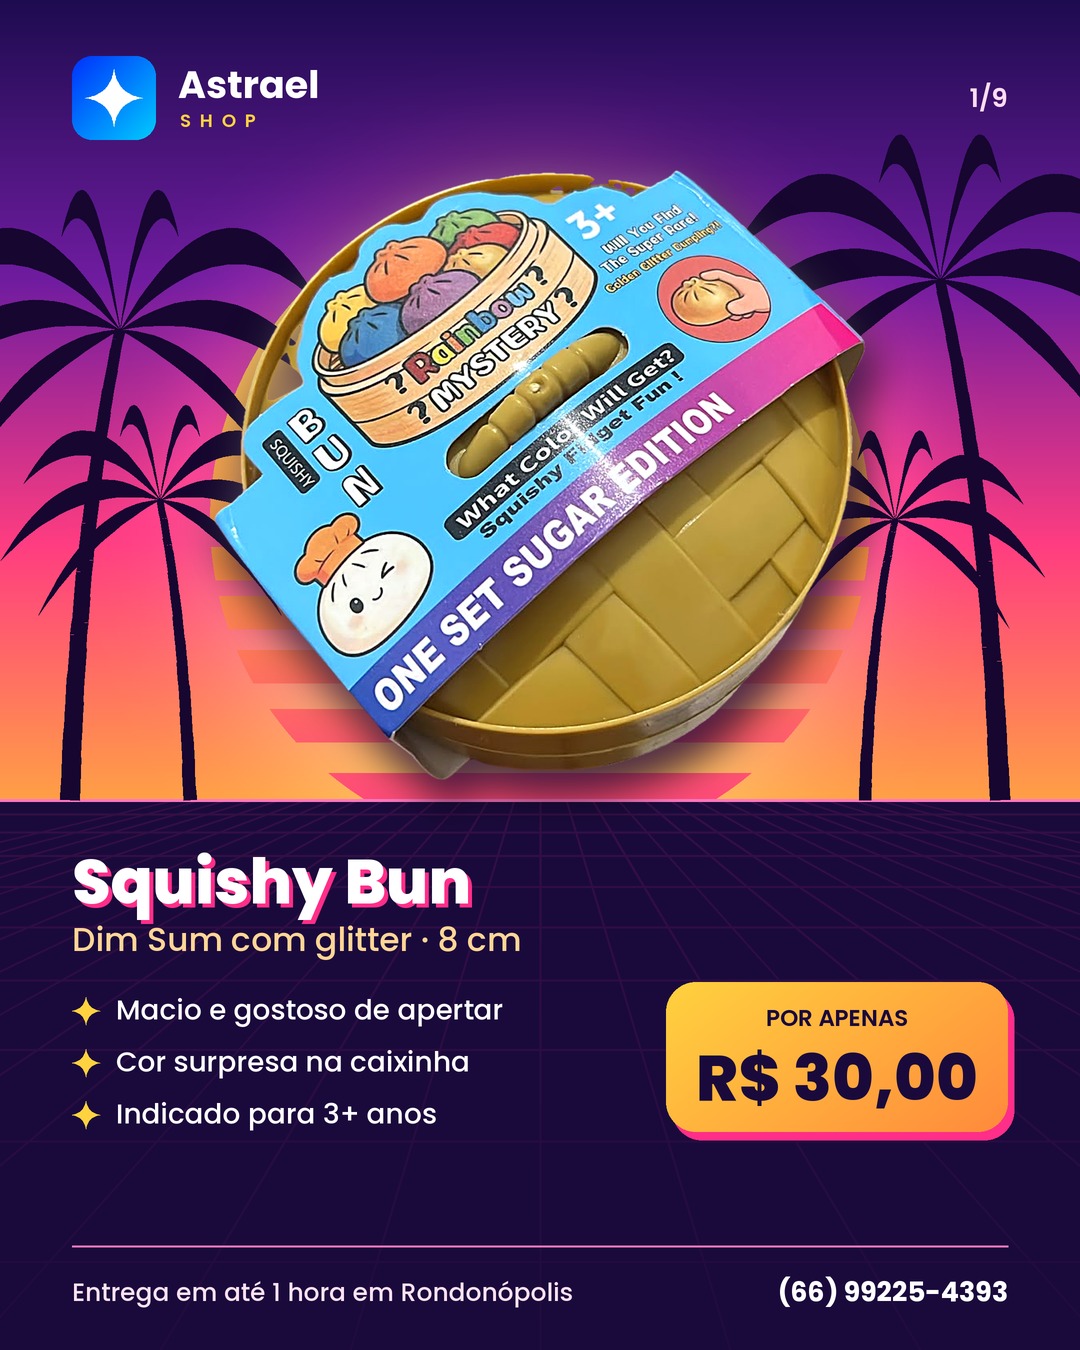 Astrael
SHOP
1/9
3+
Will You Find
The Super Rare!
Golden Glitter Dumpling?!
? Rainbow ?
? MYSTERY ?
SQUISHY
BUN
What Color Will Get?
Squishy Fidget Fun !
ONE SET SUGAR EDITION
Squishy Bun
Dim Sum com glitter · 8 cm
Macio e gostoso de apertar
Cor surpresa na caixinha
Indicado para 3+ anos
POR APENAS
R$ 30,00
Entrega em até 1 hora em Rondonópolis
(66) 99225-4393